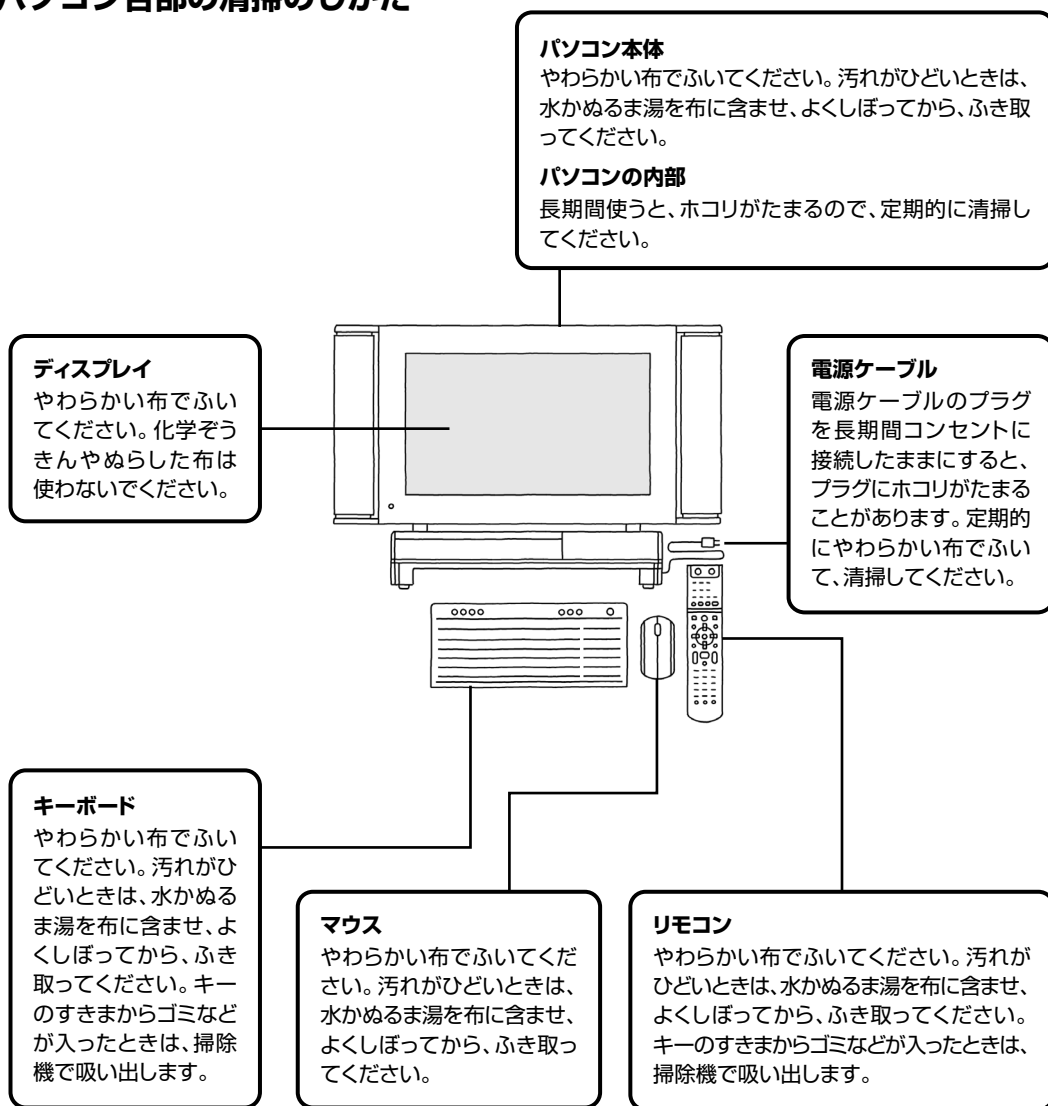 パソコン各部の清掃のしかた
パソコン本体
やわらかい布でふいてください。汚れがひどいときは、
水かぬるま湯を布に含ませ、よくしぼってから、ふき取
ってください。
パソコンの内部
長期間使うと、ホコリがたまるので、定期的に清掃し
てください。
ディスプレイ
やわらかい布でふい
てください。化学ぞう
きんやぬらした布は
使わないでください。
電源ケーブル
電源ケーブルのプラグ
を長期間コンセントに
接続したままにすると、
プラグにホコリがたまる
ことがあります。定期的
にやわらかい布でふい
て、清掃してください。
キーボード
やわらかい布でふい
てください。汚れがひ
どいときは、水かぬる
ま湯を布に含ませ、よ
くしぼってから、ふき
取ってください。キー
のすきまからゴミなど
が入ったときは、掃除
機で吸い出します。
マウス
やわらかい布でふいてくだ
さい。汚れがひどいときは、
水かぬるま湯を布に含ませ、
よくしぼってから、ふき取っ
てください。
リモコン
やわらかい布でふいてください。汚れが
ひどいときは、水かぬるま湯を布に含ませ、
よくしぼってから、ふき取ってください。
キーのすきまからゴミなどが入ったときは、
掃除機で吸い出します。